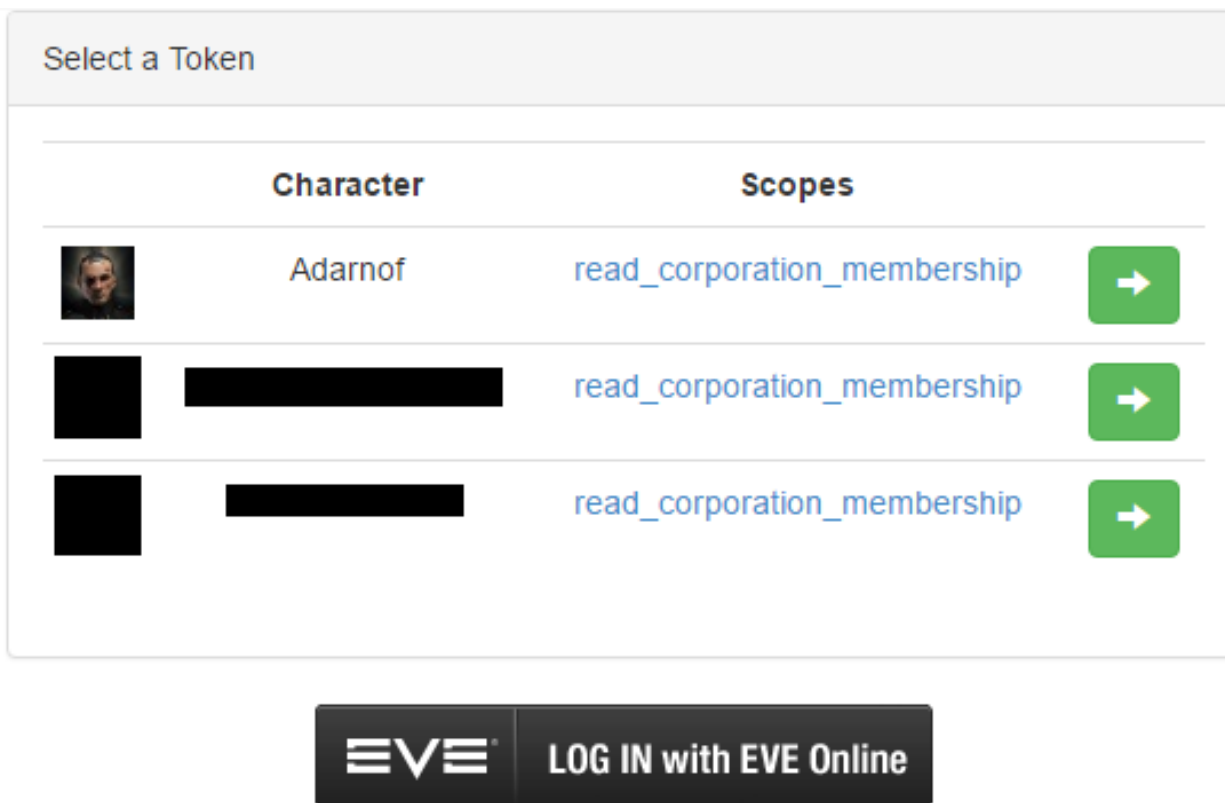 Select a Token
Character Scopes
Adarnof read_corporation_membership
read_corporation_membership
read_corporation_membership
EVE® LOG IN with EVE Online